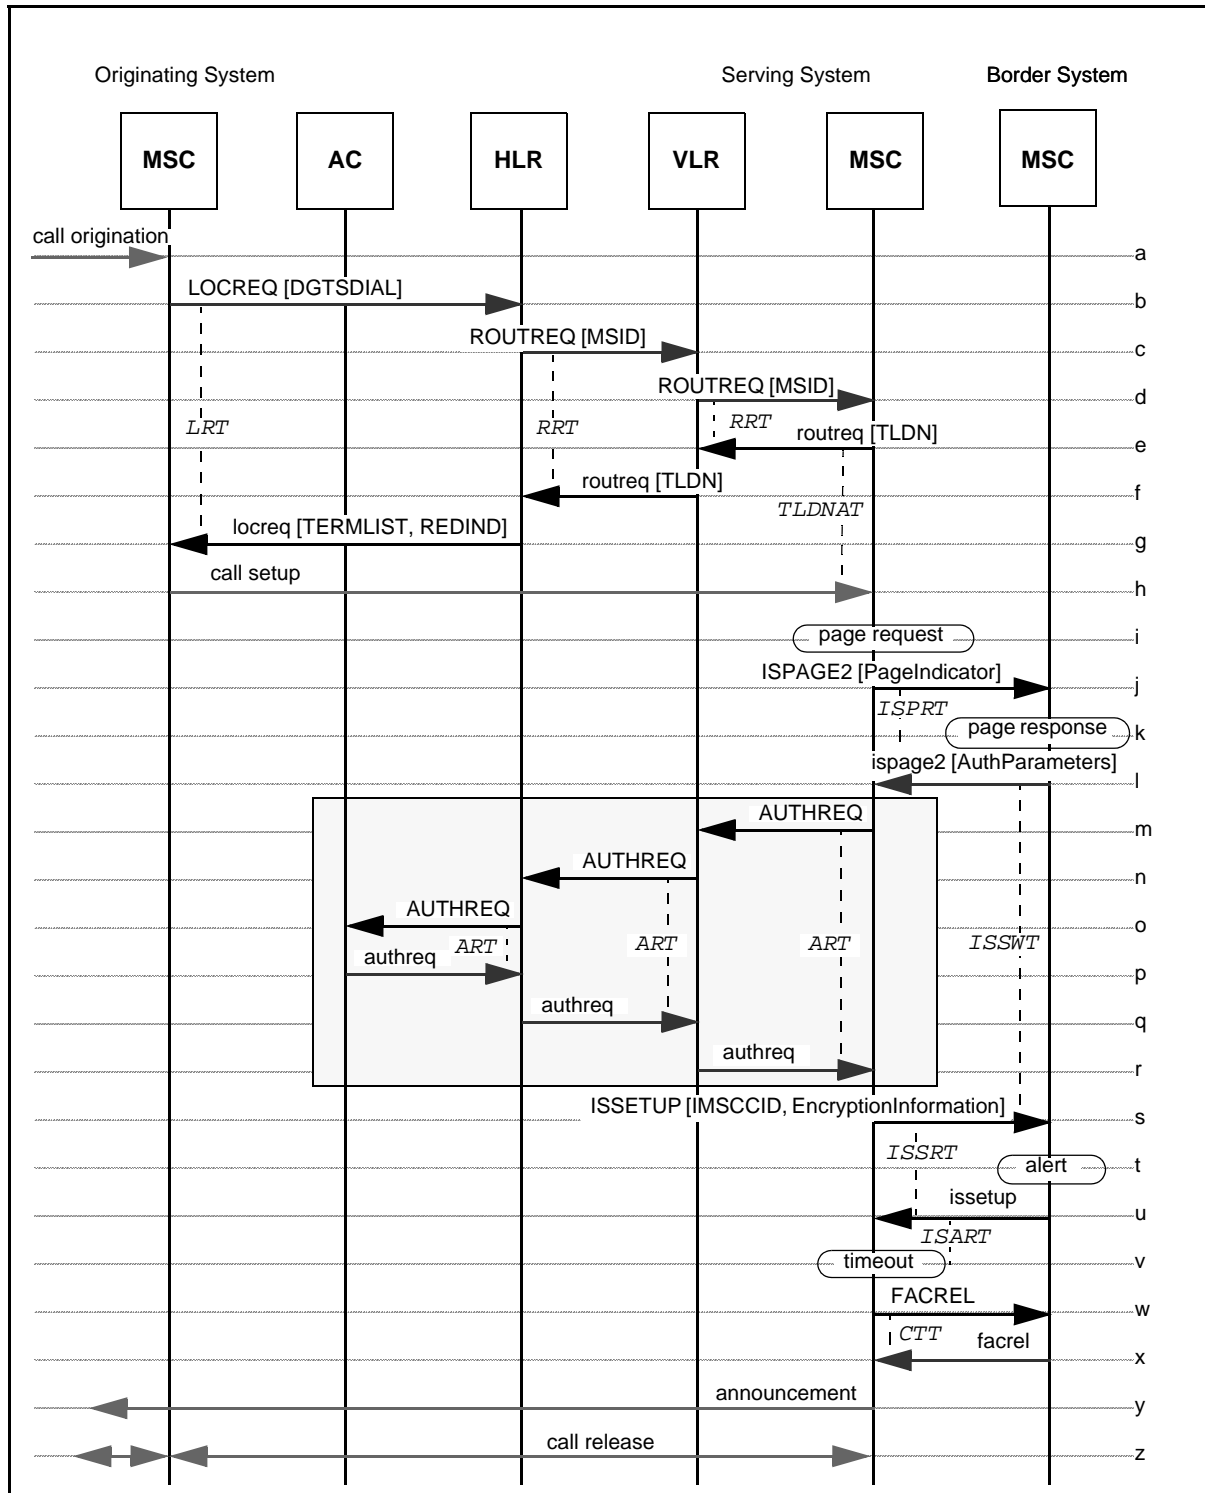 Originating System Serving System Border System
MSC AC HLR VLR MSC MSC
call origination
a
LOCREQ [DGTSDIAL]
b
ROUTREQ [MSID]
c
ROUTREQ [MSID]
d
LRT RRT RRT
routreq [TLDN]
e
routreq [TLDN]
f
TLDNAT
locreq [TERMLIST, REDIND]
g
call setup
h
page request
i
ISPAGE2 [PageIndicator]
j
ISPRT
page response
k
ispage2 [AuthParameters]
l
AUTHREQ
m
AUTHREQ
n
AUTHREQ
o
ART ART ART ISSWT
authreq
p
authreq
q
authreq
r
ISSETUP [IMSCCID, EncryptionInformation]
s
ISSRT
alert
t
issetup
u
ISART
timeout
v
FACREL
w
CTT
facrel
x
announcement
y
call release
z